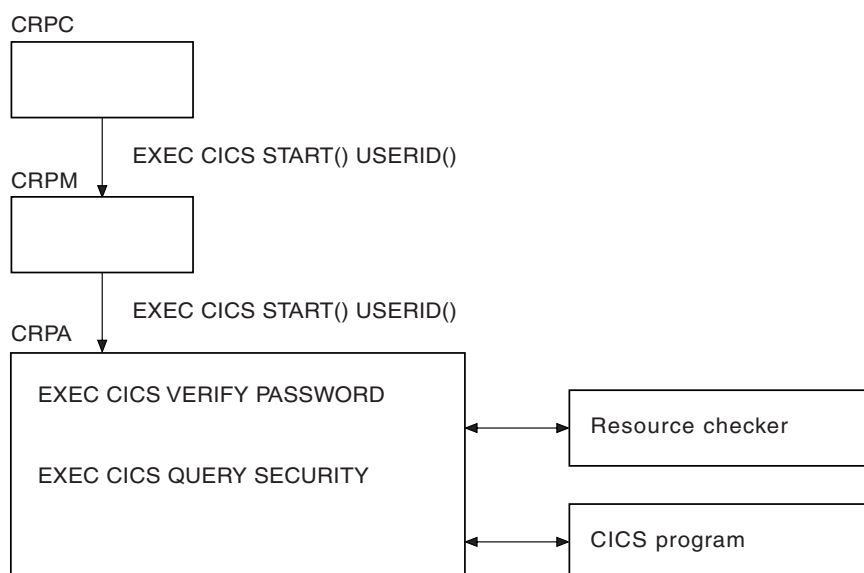 CRPC
EXEC CICS START() USERID()
CRPM
EXEC CICS START() USERID()
CRPA
EXEC CICS VERIFY PASSWORD
Resource checker
EXEC CICS QUERY SECURITY
CICS program